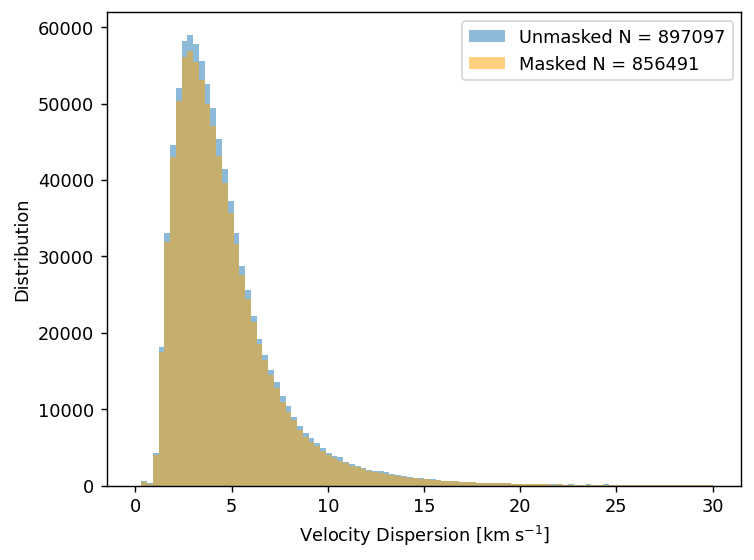 Unmasked N = 897097
Masked N = 856491
60000
50000
40000
30000
20000
10000
0
Distribution
0 5 10 15 20 25 30
Velocity Dispersion [km s⁻¹]